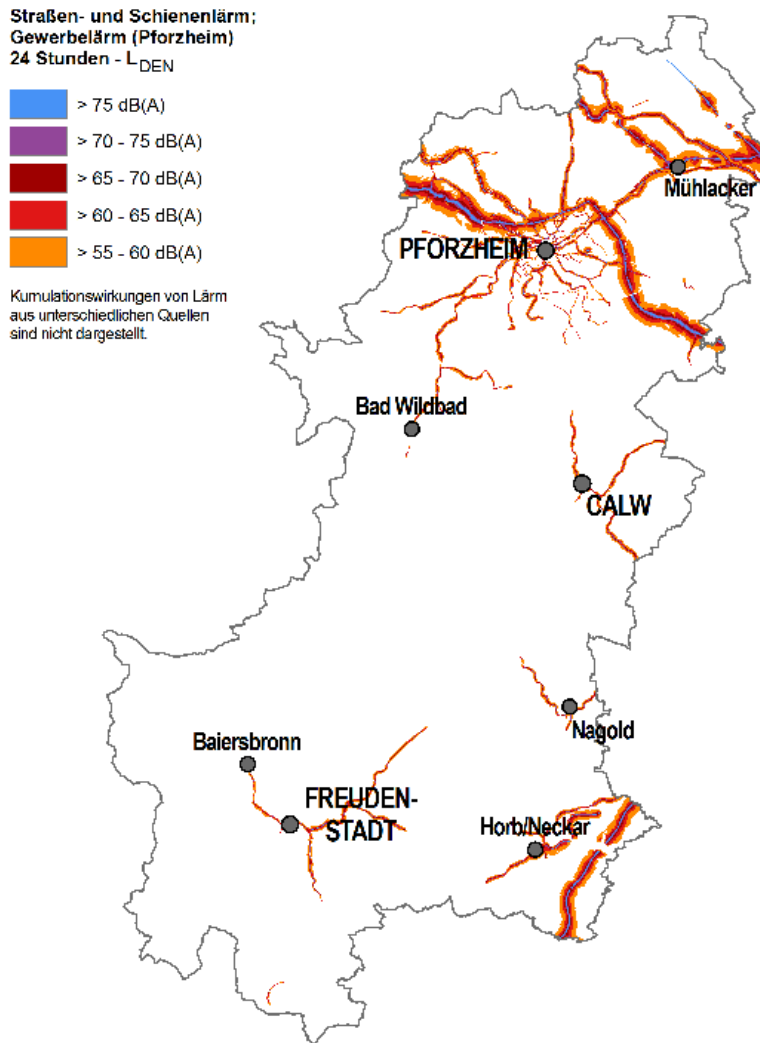 Straßen- und Schienenlärm;
Gewerbelärm (Pforzheim)
24 Stunden - LDEN
> 75 dB(A)
> 70 - 75 dB(A)
> 65 - 70 dB(A)
> 60 - 65 dB(A)
> 55 - 60 dB(A)
Kumulationswirkungen von Lärm
aus unterschiedlichen Quellen
sind nicht dargestellt.
Mühlacker
PFORZHEIM
Bad Wildbad
CALW
Nagold
Baiersbronn
FREUDEN-
STADT
Horb/Neckar